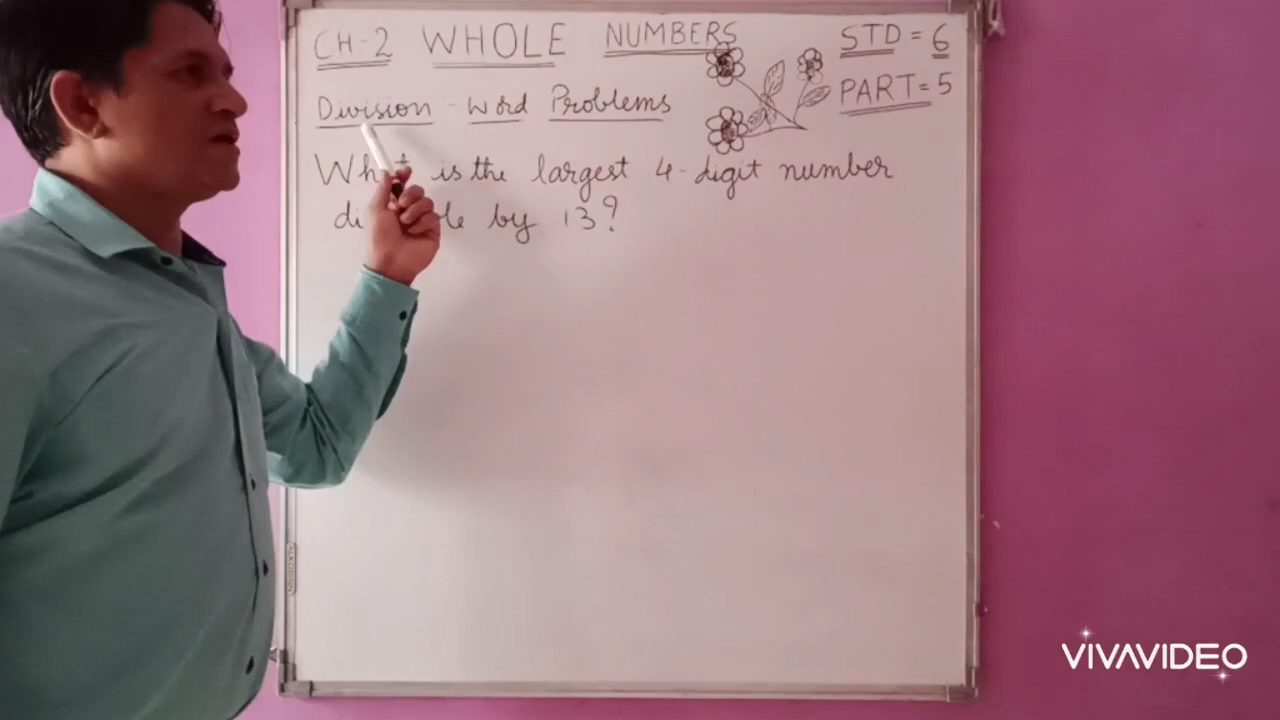 CH-2 WHOLE NUMBERS
STD = 6
Division - Word Problems
PART = 5
What is the largest 4-digit number
by 13?
VIVAVIDEO